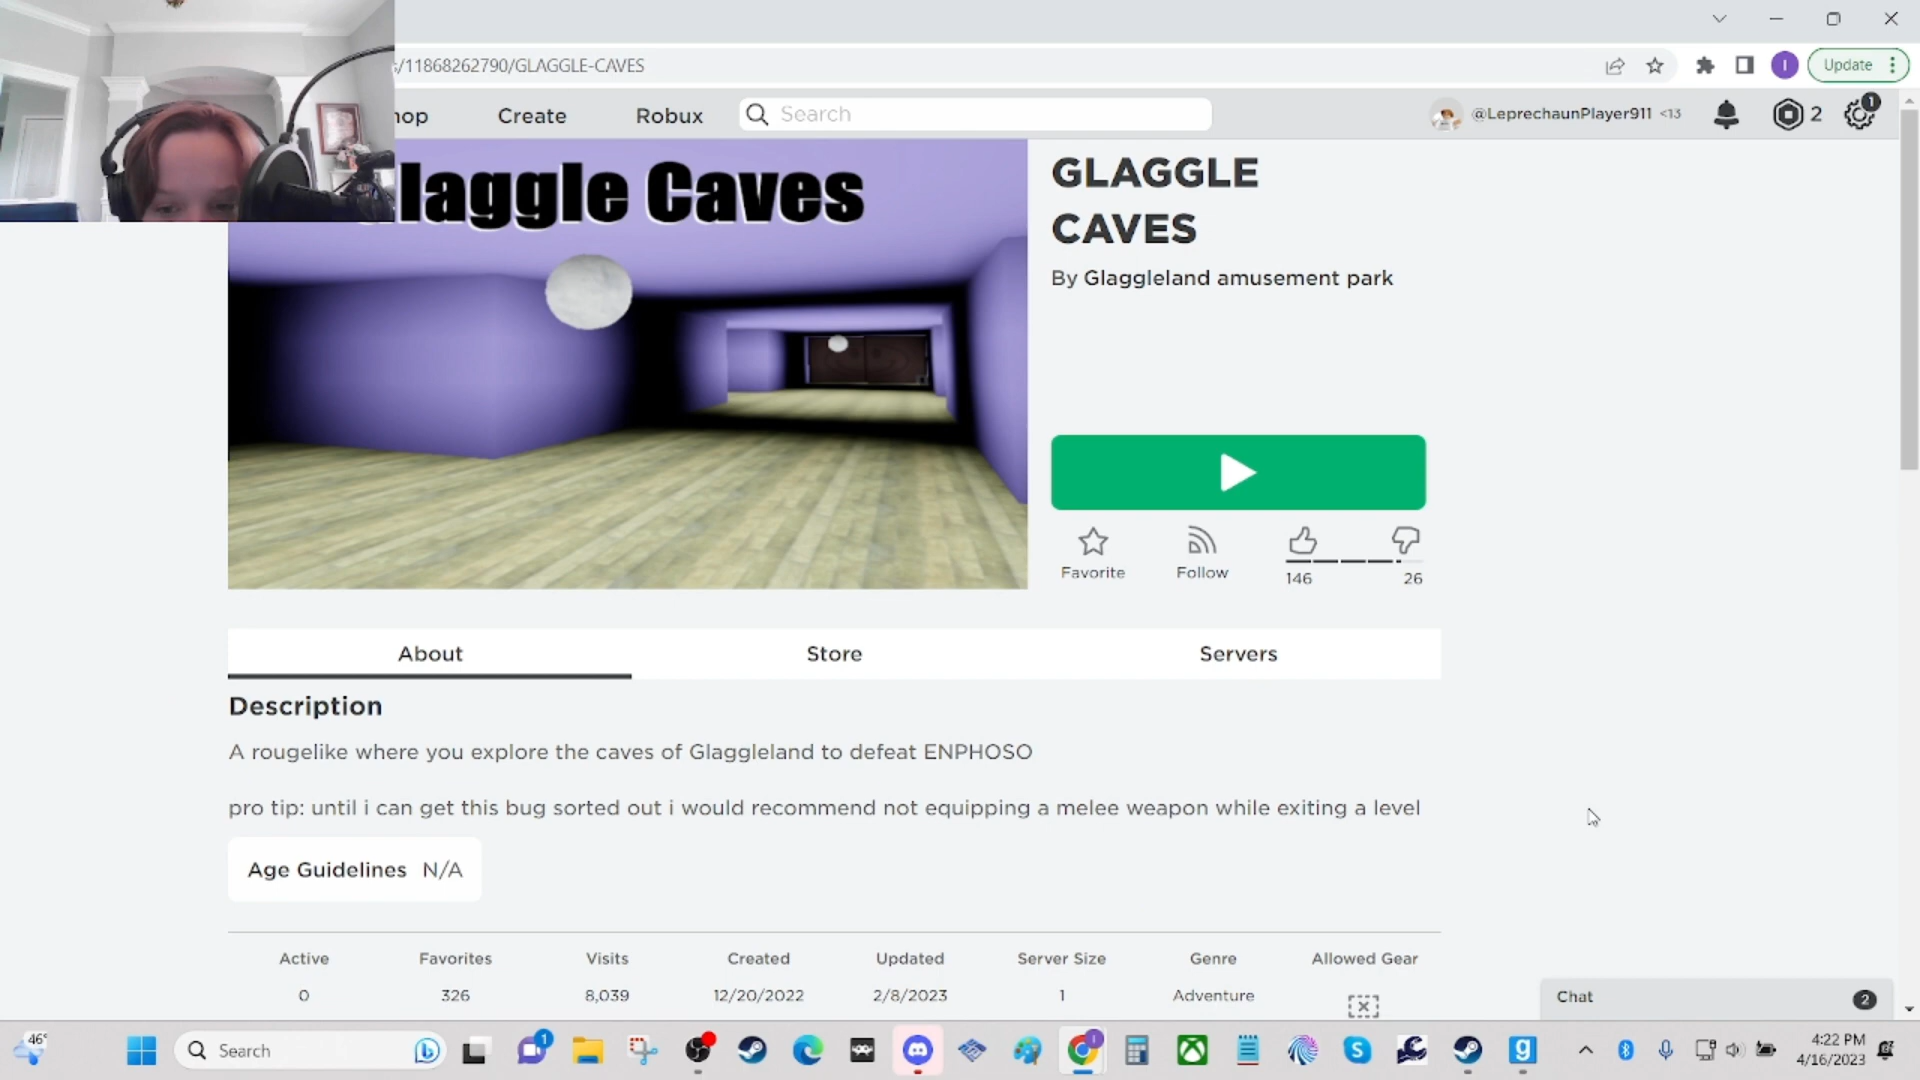 /11868262790/GLAGGLE-CAVES
Update
Create
Robux
Search
@LeprechaunPlayer911 <13
2
1
laggle Caves
GLAGGLE
CAVES
By Glaggleland amusement park
Favorite
Follow
146
26
About
Store
Servers
Description
A rougelike where you explore the caves of Glaggleland to defeat ENPHOSO
pro tip: until i can get this bug sorted out i would recommend not equipping a melee weapon while exiting a level
Age Guidelines N/A
Active
Favorites
Visits
Created
Updated
Server Size
Genre
Allowed Gear
0
326
8,039
12/20/2022
2/8/2023
1
Adventure
Chat
2
46°
Search
1
4:22 PM
4/16/2023